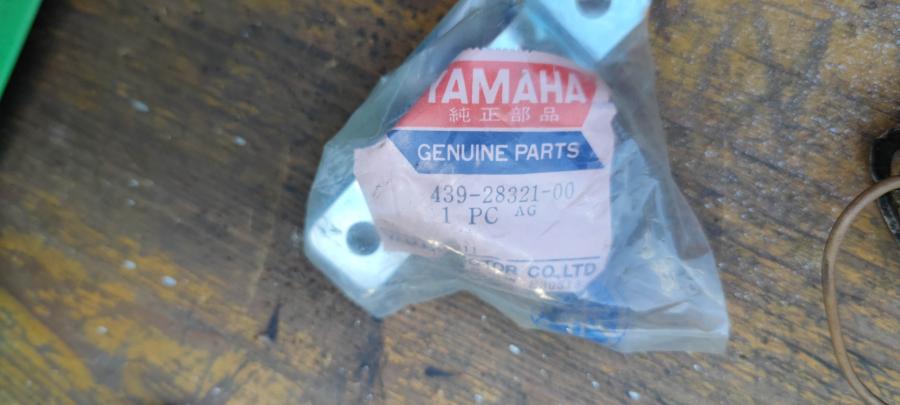 YAMAHA
純正部品
GENUINE PARTS
439-28321-00
1 PC AG
CO.,LTD